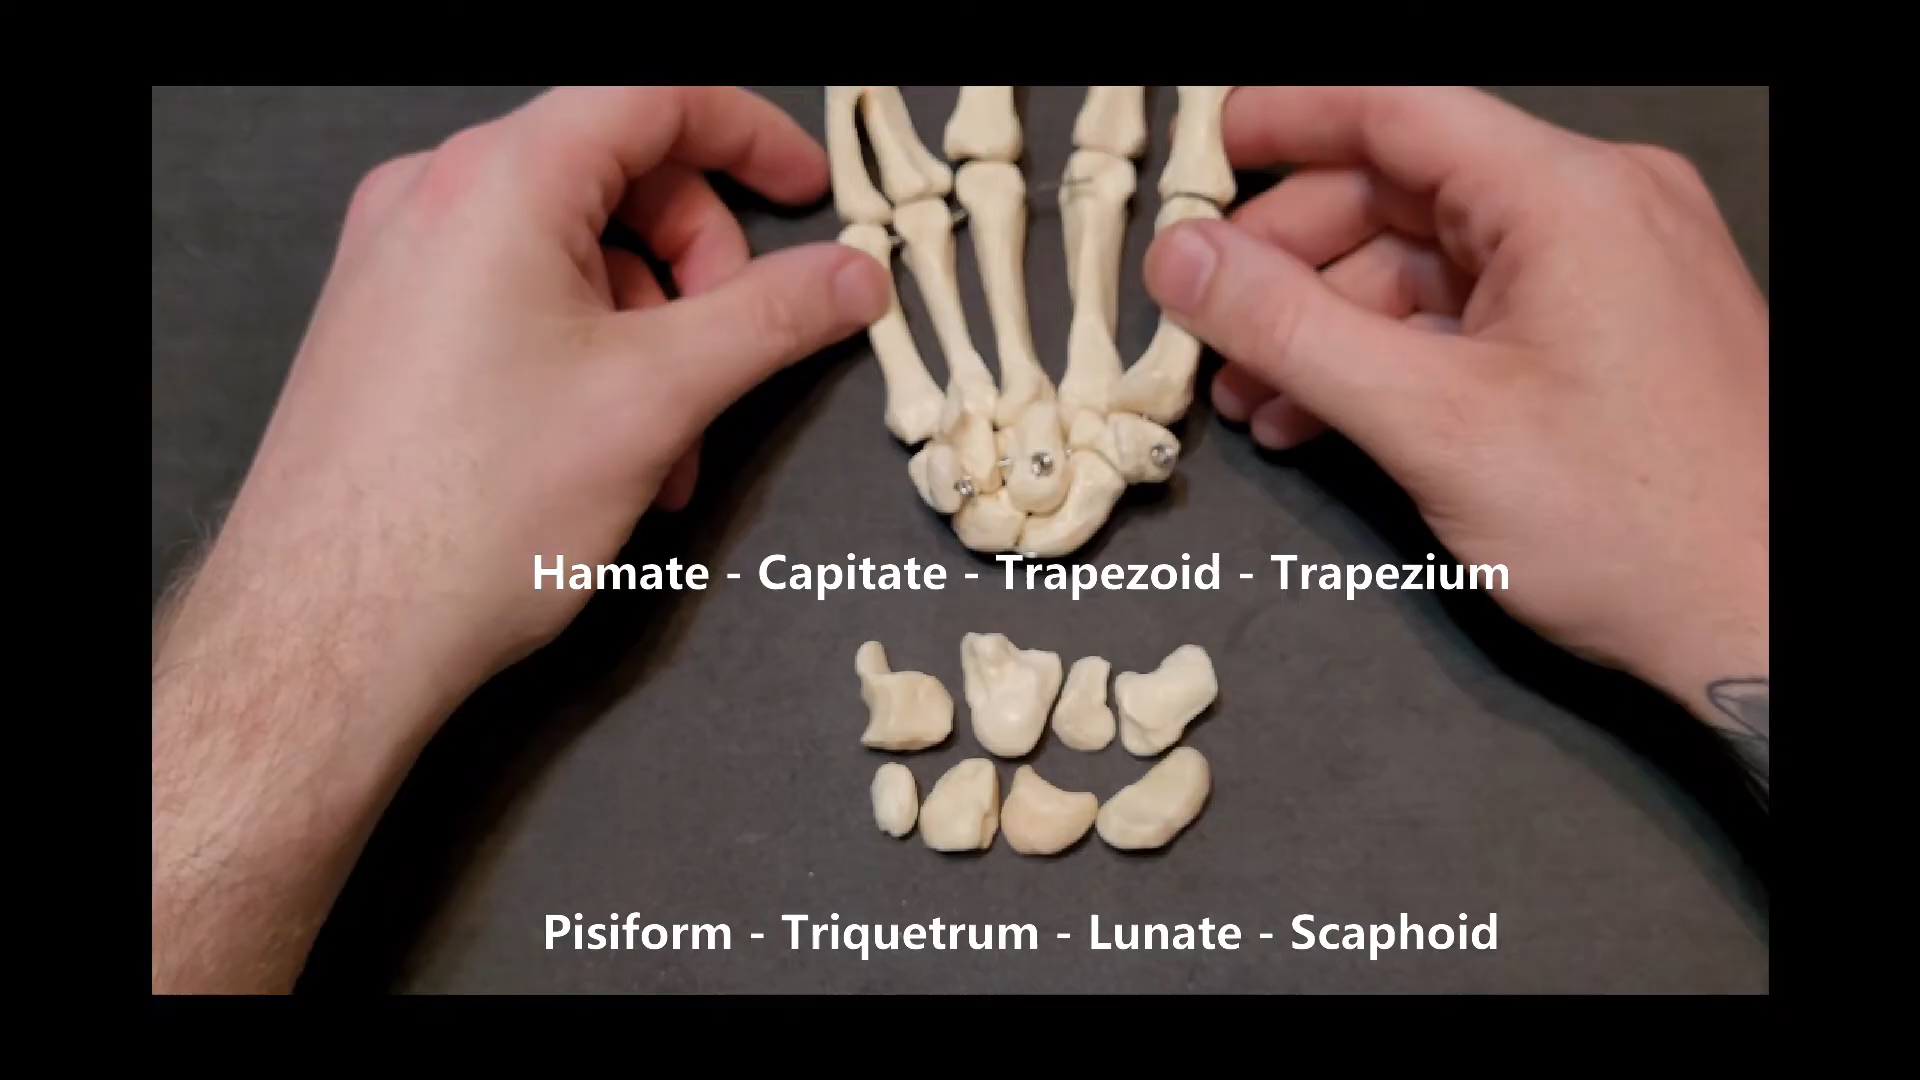 Hamate - Capitate - Trapezoid - Trapezium
Pisiform - Triquetrum - Lunate - Scaphoid